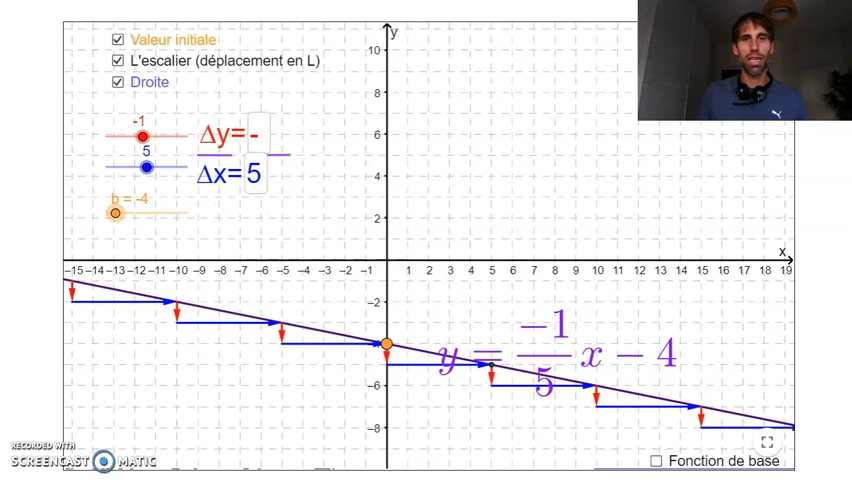 Valeur initiale
L'escalier (déplacement en L)
Droite
-1
Δy= -
5
Δx= 5
b = -4
y
10
8
6
4
2
x
−15 −14 −13 −12 −11 −10 −9 −8 −7 −6 −5 −4 −3 −2 −1 1 2 3 4 5 6 7 8 9 10 11 12 13 14 15 16 17 18 19
−2
−6
−8
y = −1/5 x − 4
RECORDED WITH
SCREENCAST MATIC
Fonction de base